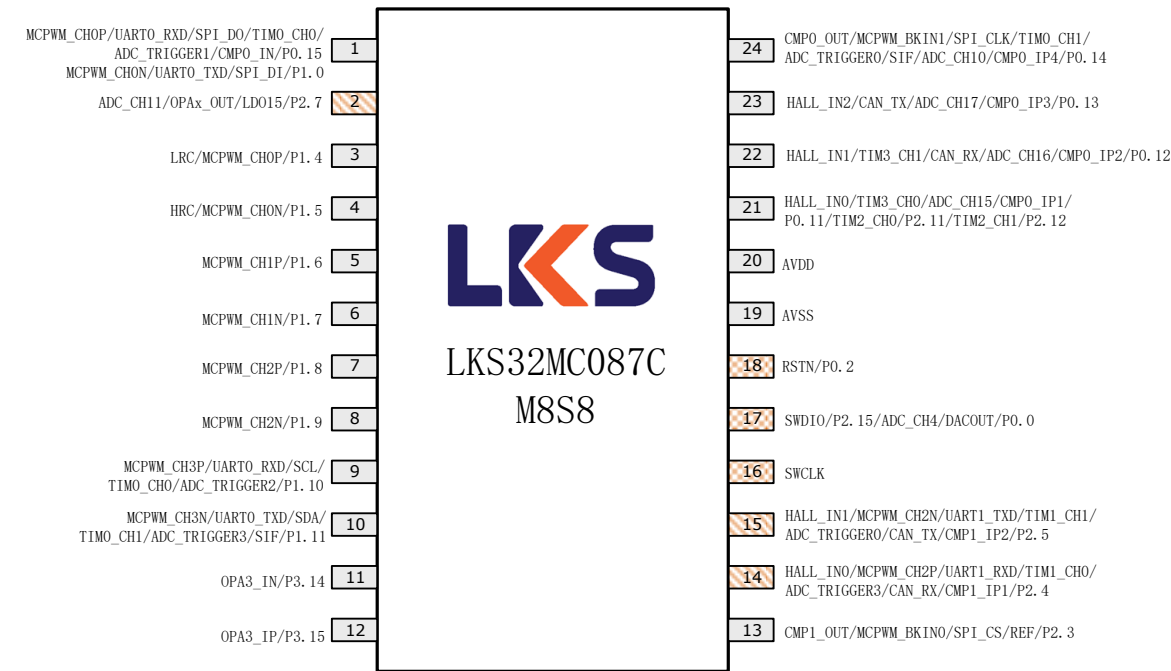 MCPWM_CH0P/UART0_RXD/SPI_DO/TIM0_CH0/
ADC_TRIGGER1/CMP0_IN/P0.15
MCPWM_CH0N/UART0_TXD/SPI_DI/P1.0
1
ADC_CH11/OPAx_OUT/LDO15/P2.7
2
LRC/MCPWM_CH0P/P1.4
3
HRC/MCPWM_CH0N/P1.5
4
MCPWM_CH1P/P1.6
5
MCPWM_CH1N/P1.7
6
MCPWM_CH2P/P1.8
7
MCPWM_CH2N/P1.9
8
MCPWM_CH3P/UART0_RXD/SCL/
TIM0_CH0/ADC_TRIGGER2/P1.10
9
MCPWM_CH3N/UART0_TXD/SDA/
TIM0_CH1/ADC_TRIGGER3/SIF/P1.11
10
OPA3_IN/P3.14
11
OPA3_IP/P3.15
12
LKS
LKS32MC087C
M8S8
24
CMP0_OUT/MCPWM_BKIN1/SPI_CLK/TIM0_CH1/
ADC_TRIGGER0/SIF/ADC_CH10/CMP0_IP4/P0.14
23
HALL_IN2/CAN_TX/ADC_CH17/CMP0_IP3/P0.13
22
HALL_IN1/TIM3_CH1/CAN_RX/ADC_CH16/CMP0_IP2/P0.12
21
HALL_IN0/TIM3_CH0/ADC_CH15/CMP0_IP1/
P0.11/TIM2_CH0/P2.11/TIM2_CH1/P2.12
20
AVDD
19
AVSS
18
RSTN/P0.2
17
SWDIO/P2.15/ADC_CH4/DACOUT/P0.0
16
SWCLK
15
HALL_IN1/MCPWM_CH2N/UART1_TXD/TIM1_CH1/
ADC_TRIGGER0/CAN_TX/CMP1_IP2/P2.5
14
HALL_IN0/MCPWM_CH2P/UART1_RXD/TIM1_CH0/
ADC_TRIGGER3/CAN_RX/CMP1_IP1/P2.4
13
CMP1_OUT/MCPWM_BKIN0/SPI_CS/REF/P2.3